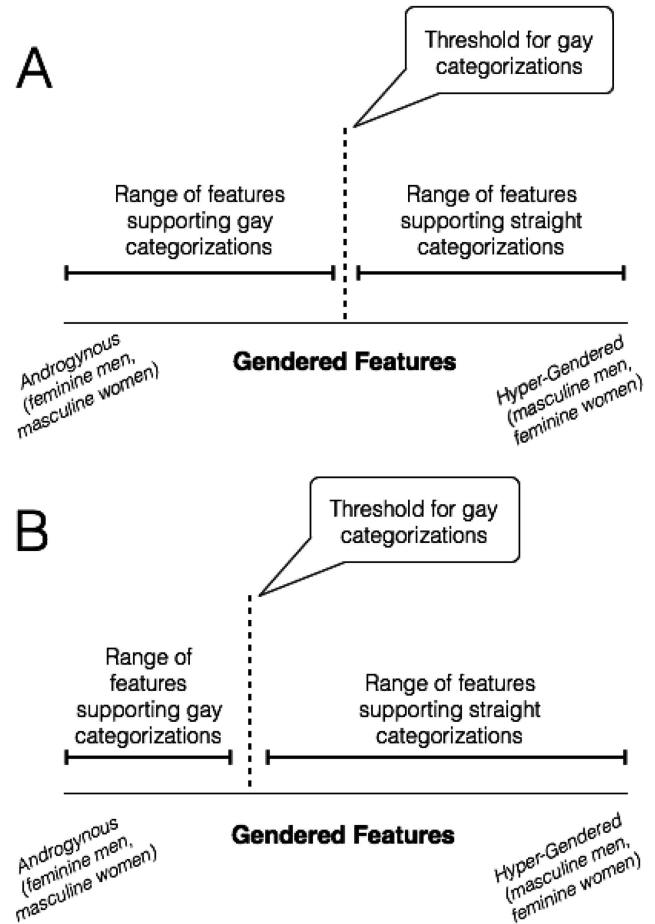 A
Threshold for gay
categorizations
Range of features
supporting gay
categorizations
Range of features
supporting straight
categorizations
Androgynous
(feminine men,
masculine women)
Gendered Features
Hyper-Gendered
(masculine men,
feminine women)
B
Threshold for gay
categorizations
Range of
features
supporting gay
categorizations
Range of features
supporting straight
categorizations
Androgynous
(feminine men,
masculine women)
Gendered Features
Hyper-Gendered
(masculine men,
feminine women)